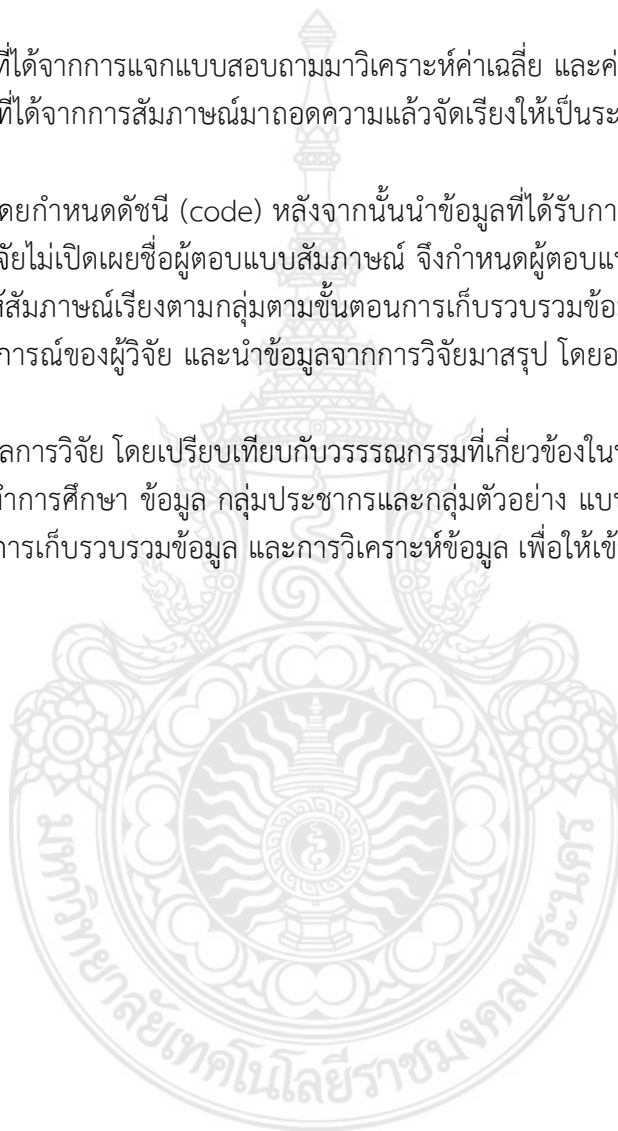 ที่ได้จากการแจกแบบสอบถามมาวิเคราะห์ค่าเฉลี่ย และค่
ที่ได้จากการสัมภาษณ์มาถอดความแล้วจัดเรียงให้เป็นระ
ดยกำหนดดัชนี (code) หลังจากนั้นนำข้อมูลที่ได้รับกา
จัยไม่เปิดเผยชื่อผู้ตอบแบบสัมภาษณ์ จึงกำหนดผู้ตอบแบ
ห้สัมภาษณ์เรียงตามกลุ่มตามขั้นตอนการเก็บรวบรวมข้อ
การณ์ของผู้วิจัย และนำข้อมูลจากการวิจัยมาสรุป โดยอ
ลการวิจัย โดยเปรียบเทียบกับวรรรณกรรมที่เกี่ยวข้องใน
ทำการศึกษา ข้อมูล กลุ่มประชากรและกลุ่มตัวอย่าง แบบ
การเก็บรวบรวมข้อมูล และการวิเคราะห์ข้อมูล เพื่อให้เข้
มหาวิทยาลัยเทคโนโลยีราชมงคลพระนคร